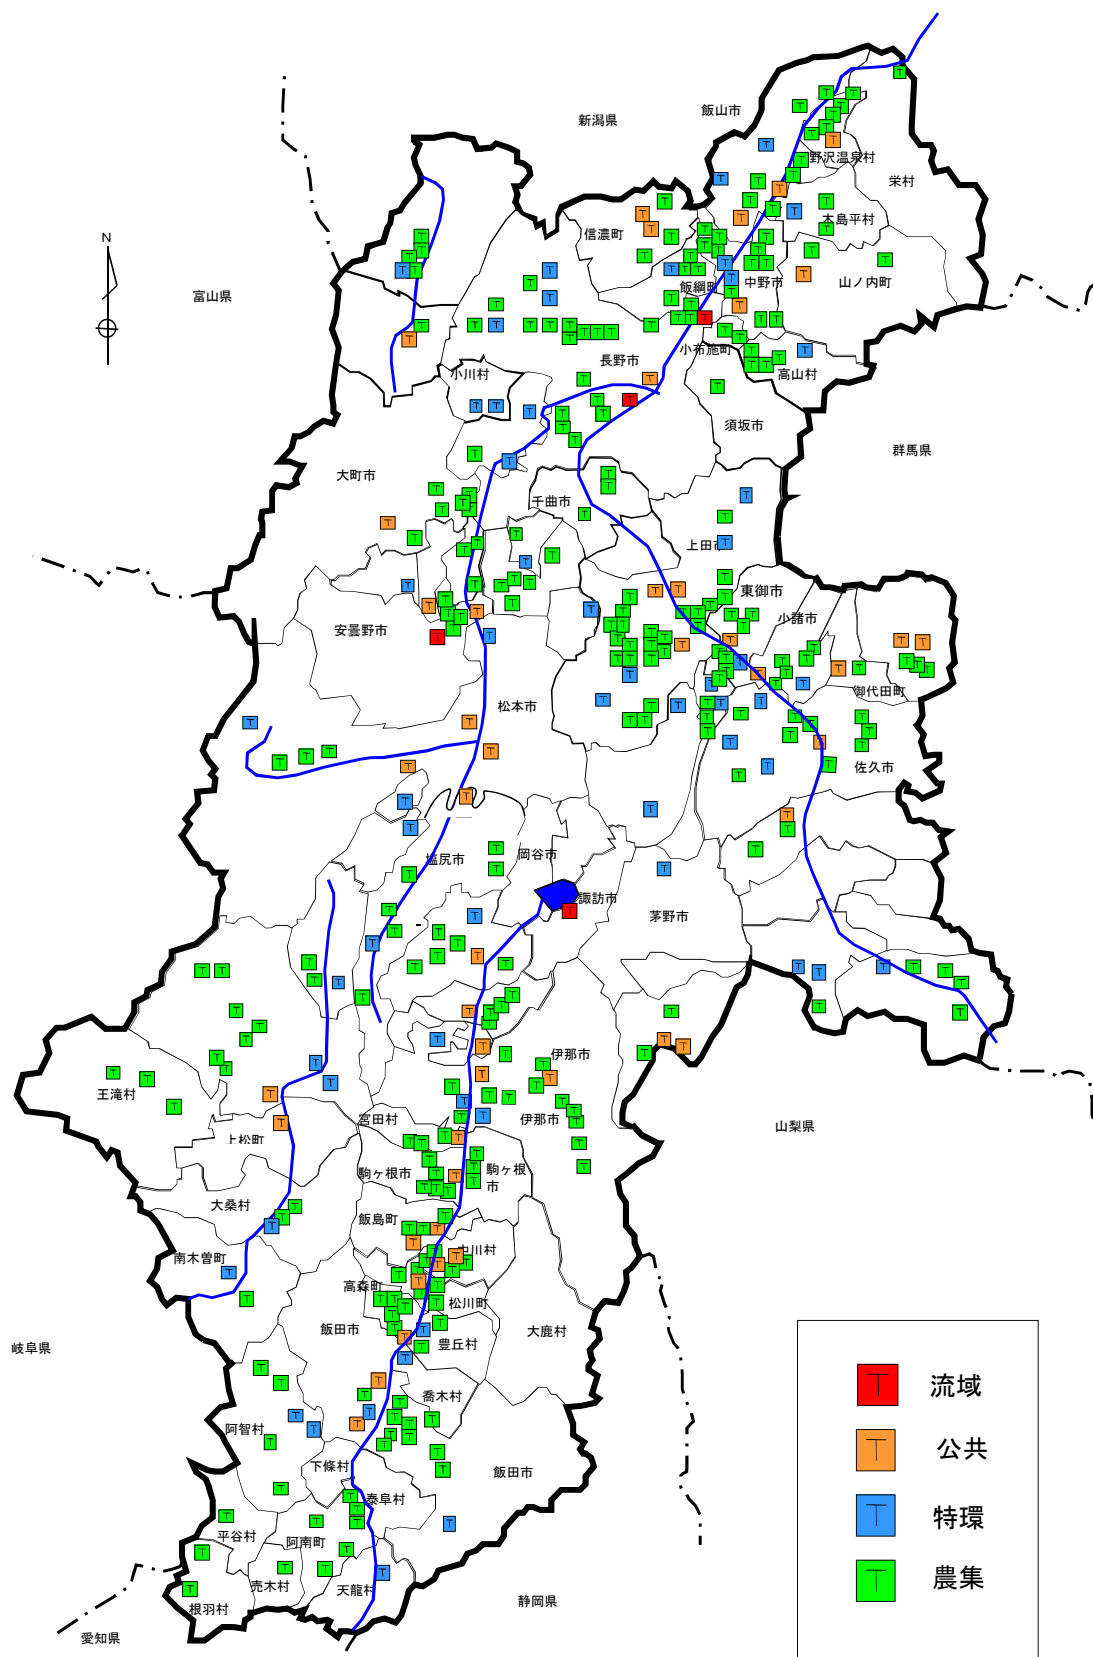 飯山市
新潟県
野沢温泉村
栄村
木島平村
信濃町
N
富山県
飯綱町
中野市
山ノ内町
小布施町
長野市
高山村
小川村
須坂市
群馬県
大町市
千曲市
上田市
東御市
小諸市
安曇野市
御代田町
松本市
佐久市
塩尻市
岡谷市
諏訪市
茅野市
伊那市
王滝村
宮田村
伊那市
山梨県
上松町
駒ヶ根市
駒ヶ根
市
大桑村
飯島町
中川村
南木曽町
高森町
松川町
飯田市
大鹿村
豊丘村
岐阜県
流域
喬木村
阿智村
公共
下條村
飯田市
泰阜村
特環
平谷村
阿南町
農集
売木村
天龍村
根羽村
静岡県
愛知県